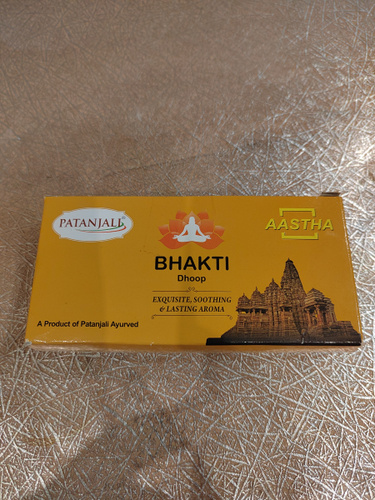 PATANJALI®
AASTHA
BHAKTI
Dhoop
EXQUISITE, SOOTHING
& LASTING AROMA
A Product of Patanjali Ayurved